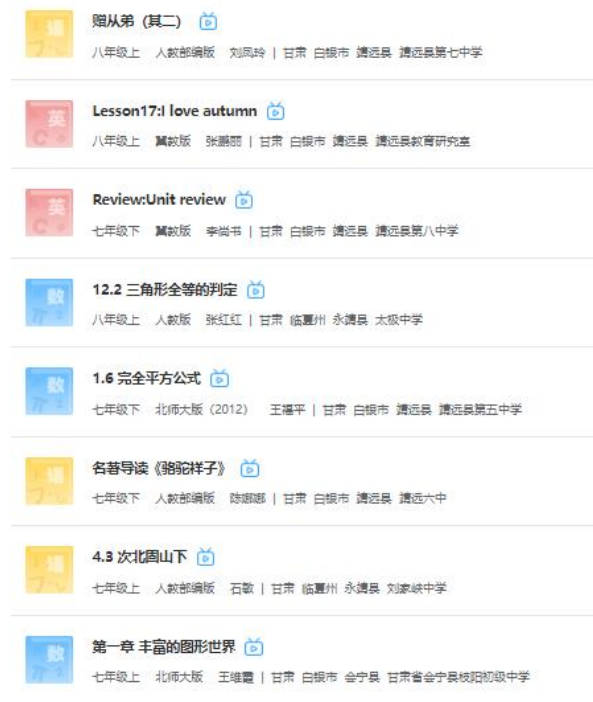 语
赠从弟（其二）
八年级上 人教部编版 刘凤玲 | 甘肃 白银市 靖远县 靖远县第七中学
英
Lesson17:I love autumn
八年级上 冀教版 张鹏丽 | 甘肃 白银市 靖远县 靖远县教育研究室
英
Review:Unit review
七年级下 冀教版 李尚书 | 甘肃 白银市 靖远县 靖远县第八中学
数
12.2 三角形全等的判定
八年级上 人教版 张红红 | 甘肃 临夏州 永靖县 太极中学
数
1.6 完全平方公式
七年级下 北师大版（2012） 王福平 | 甘肃 白银市 靖远县 靖远县第五中学
语
名著导读《骆驼祥子》
七年级下 人教部编版 陈娜娜 | 甘肃 白银市 靖远县 靖远六中
语
4.3 次北固山下
七年级上 人教部编版 石敏 | 甘肃 临夏州 永靖县 刘家峡中学
数
第一章 丰富的图形世界
七年级上 北师大版 王维霞 | 甘肃 白银市 会宁县 甘肃省会宁县枝阳初级中学